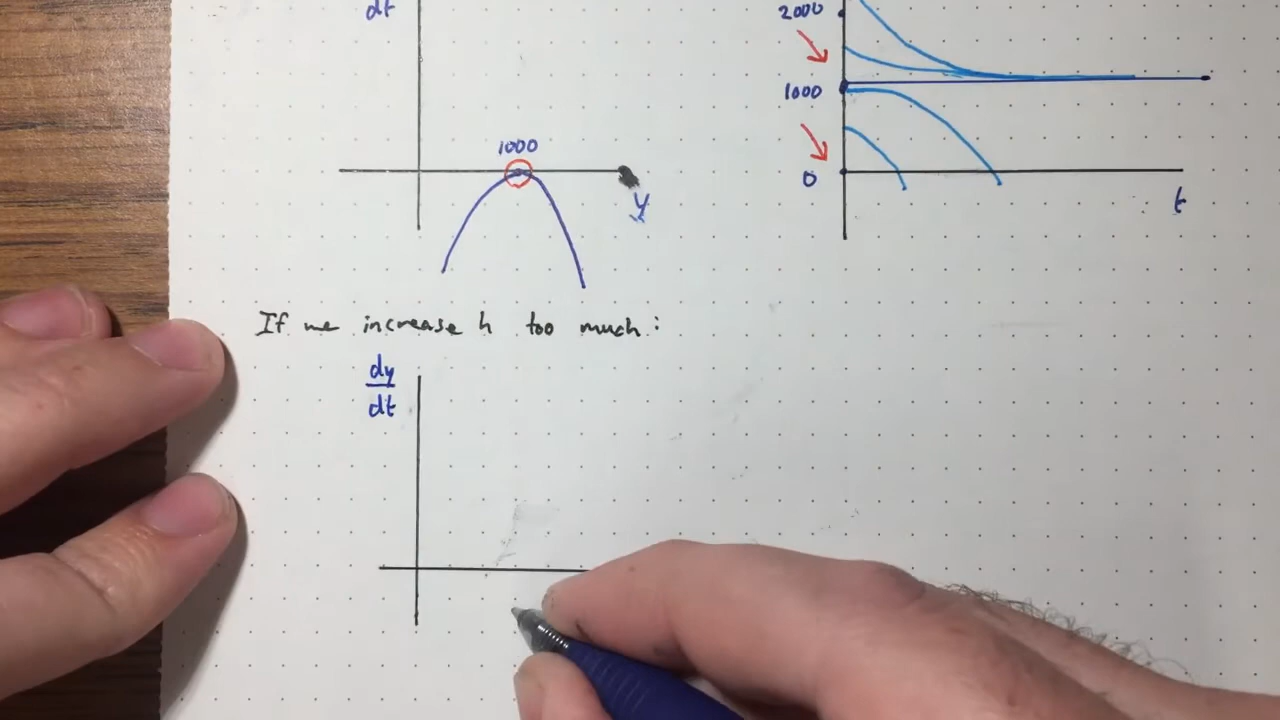 dt
2000
1000
1000
0
y
t
If we increase h too much:
dy
dt